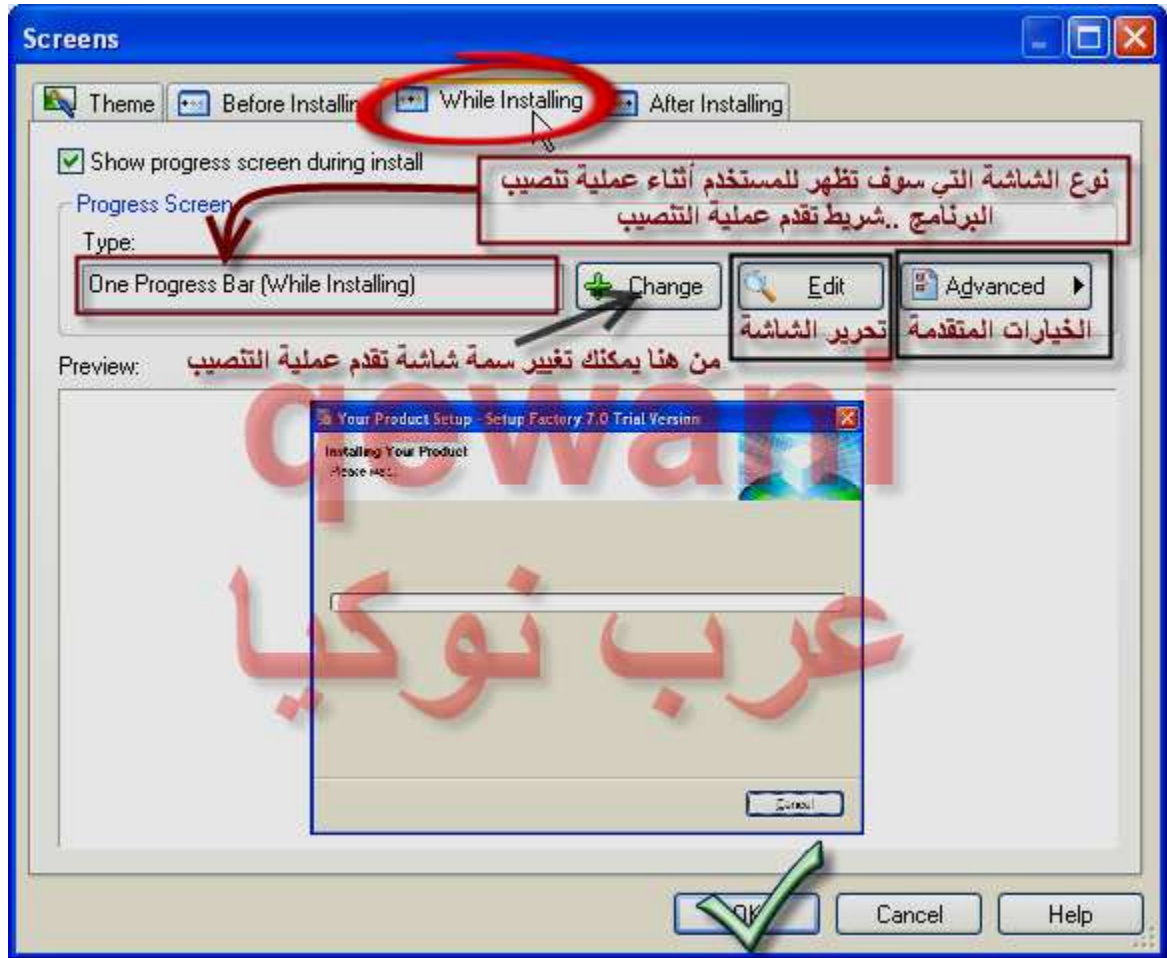 Screens
Theme
Before Installin
While Installing
After Installing
Show progress screen during install
نوع الشاشة التي سوف تظهر للمستخدم أثناء عملية تنصيب
البرنامج ..شريط تقدم عملية التنصيب
Progress Screen
Type:
One Progress Bar (While Installing)
Change
Edit
Advanced
تحرير الشاشة
الخيارات المتقدمة
من هنا يمكنك تغيير سمة شاشة تقدم عملية التنصيب
Preview:
qewani
Your Product Setup - Setup Factory 7.0 Trial Version
Installing Your Product
Please wait...
عرب نوكيا
Cancel
OK
Cancel
Help